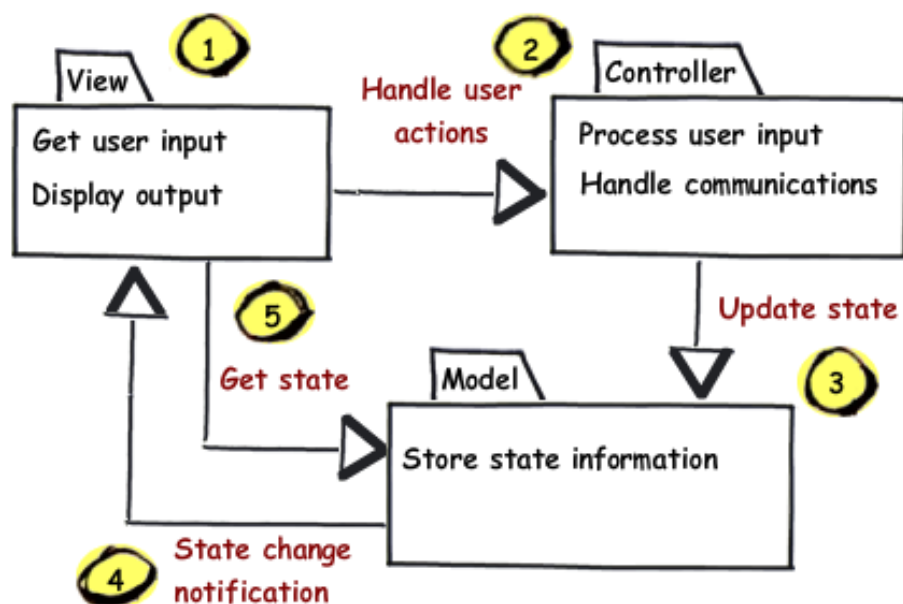 1
View
Get user input
Display output
Handle user
actions
2
Controller
Process user input
Handle communications
Update state
3
Model
Store state information
State change
notification
4
5
Get state